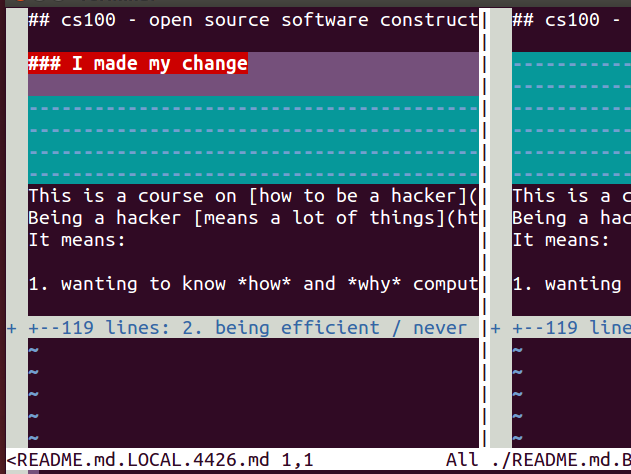 ## cs100 - open source software construct
### I made my change
This is a course on [how to be a hacker](
Being a hacker [means a lot of things](ht
It means:
1. wanting to know *how* and *why* comput
+ +--119 lines: 2. being efficient / never
~
~
~
~
~
<README.md.LOCAL.4426.md 1,1 All
## cs100 -
This is a c
Being a hac
It means:
1. wanting
+ +--119 line
~
~
~
~
~
./README.md.B